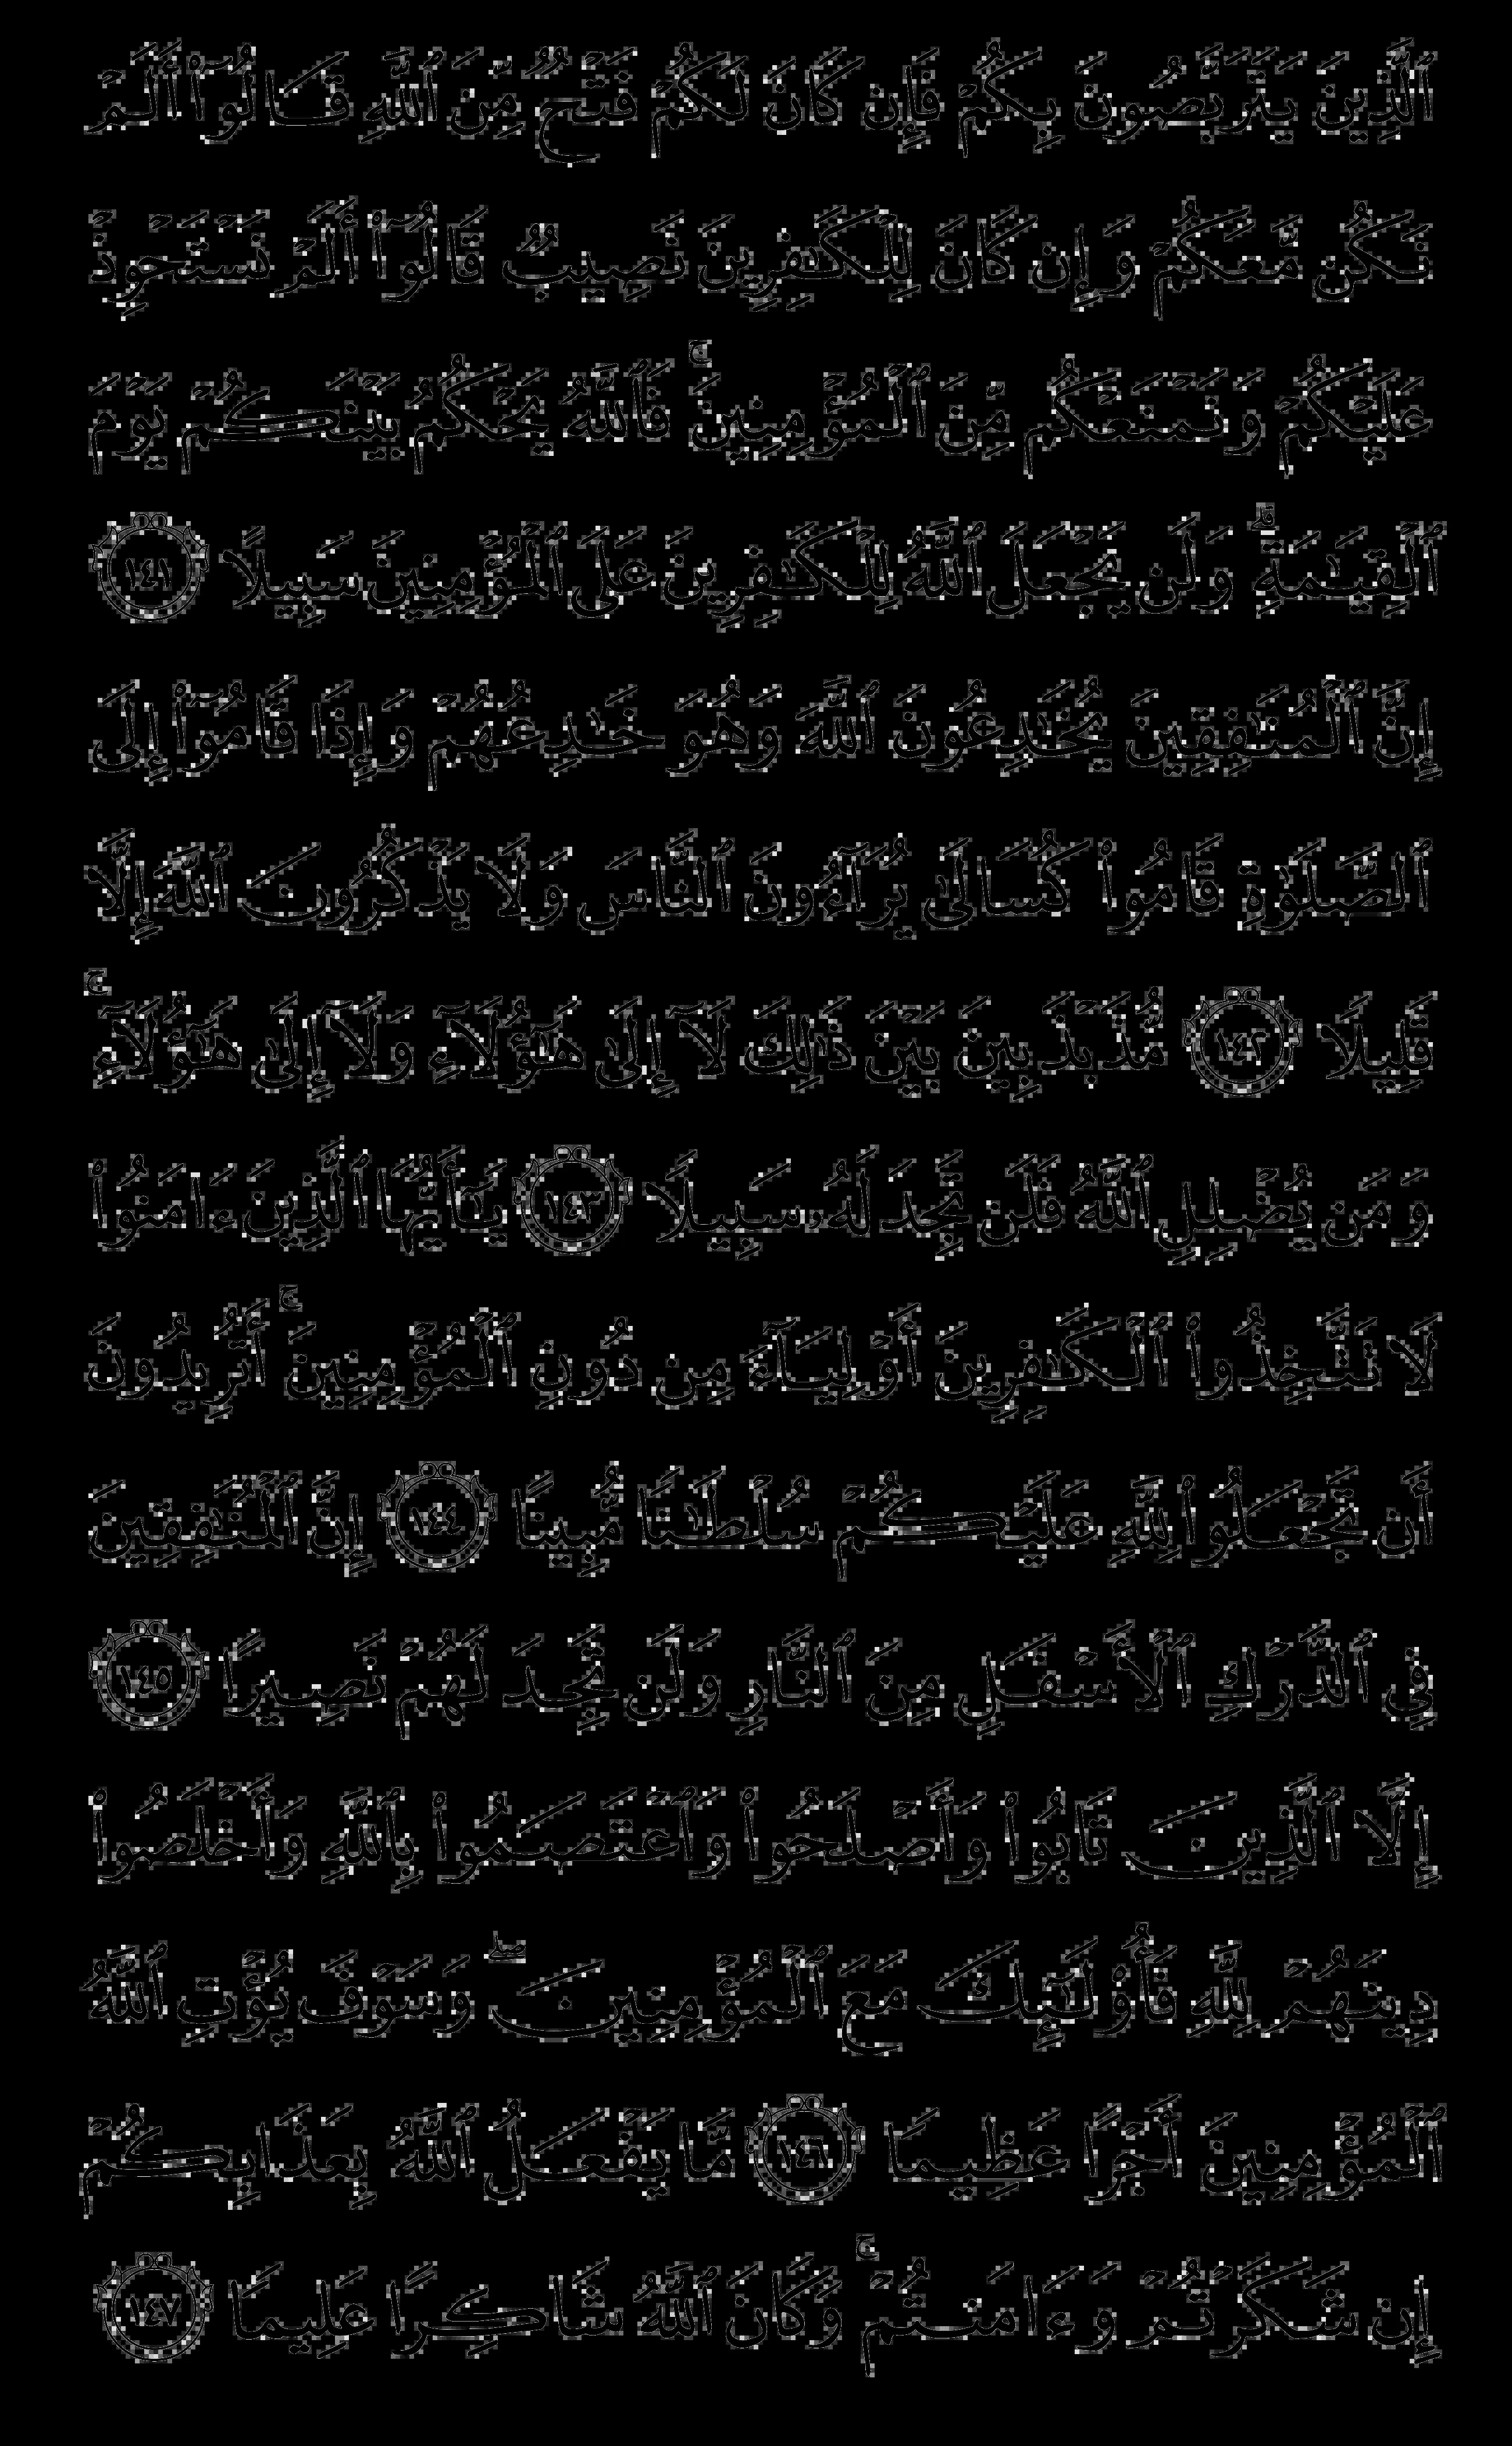 ٱلَّذِينَ يَتَرَبَّصُونَ بِكُمْ فَإِن كَانَ لَكُمْ فَتْحٌ مِّنَ ٱللَّهِ قَالُوٓا۟ أَلَمْ
نَكُن مَّعَكُمْ وَإِن كَانَ لِلْكَـٰفِرِينَ نَصِيبٌ قَالُوٓا۟ أَلَمْ نَسْتَحْوِذْ
عَلَيْكُمْ وَنَمْنَعْكُم مِّنَ ٱلْمُؤْمِنِينَ ۚ فَٱللَّهُ يَحْكُمُ بَيْنَكُمْ يَوْمَ
ٱلْقِيَـٰمَةِ ۗ وَلَن يَجْعَلَ ٱللَّهُ لِلْكَـٰفِرِينَ عَلَى ٱلْمُؤْمِنِينَ سَبِيلًا ١٤١
إِنَّ ٱلْمُنَـٰفِقِينَ يُخَـٰدِعُونَ ٱللَّهَ وَهُوَ خَـٰدِعُهُمْ وَإِذَا قَامُوٓا۟ إِلَى
ٱلصَّلَوٰةِ قَامُوا۟ كُسَالَىٰ يُرَآءُونَ ٱلنَّاسَ وَلَا يَذْكُرُونَ ٱللَّهَ إِلَّا
قَلِيلًا ١٤٢ مُّذَبْذَبِينَ بَيْنَ ذَٰلِكَ لَآ إِلَىٰ هَـٰٓؤُلَآءِ وَلَآ إِلَىٰ هَـٰٓؤُلَآءِ ۚ
وَمَن يُضْلِلِ ٱللَّهُ فَلَن تَجِدَ لَهُۥ سَبِيلًا ١٤٣ يَـٰٓأَيُّهَا ٱلَّذِينَ ءَامَنُوا۟
لَا تَتَّخِذُوا۟ ٱلْكَـٰفِرِينَ أَوْلِيَآءَ مِن دُونِ ٱلْمُؤْمِنِينَ ۚ أَتُرِيدُونَ
أَن تَجْعَلُوا۟ لِلَّهِ عَلَيْكُمْ سُلْطَـٰنًا مُّبِينًا ١٤٤ إِنَّ ٱلْمُنَـٰفِقِينَ
فِى ٱلدَّرْكِ ٱلْأَسْفَلِ مِنَ ٱلنَّارِ وَلَن تَجِدَ لَهُمْ نَصِيرًا ١٤٥
إِلَّا ٱلَّذِينَ تَابُوا۟ وَأَصْلَحُوا۟ وَٱعْتَصَمُوا۟ بِٱللَّهِ وَأَخْلَصُوا۟
دِينَهُمْ لِلَّهِ فَأُو۟لَـٰٓئِكَ مَعَ ٱلْمُؤْمِنِينَ ۖ وَسَوْفَ يُؤْتِ ٱللَّهُ
ٱلْمُؤْمِنِينَ أَجْرًا عَظِيمًا ١٤٦ مَّا يَفْعَلُ ٱللَّهُ بِعَذَابِكُمْ
إِن شَكَرْتُمْ وَءَامَنتُمْ ۚ وَكَانَ ٱللَّهُ شَاكِرًا عَلِيمًا ١٤٧